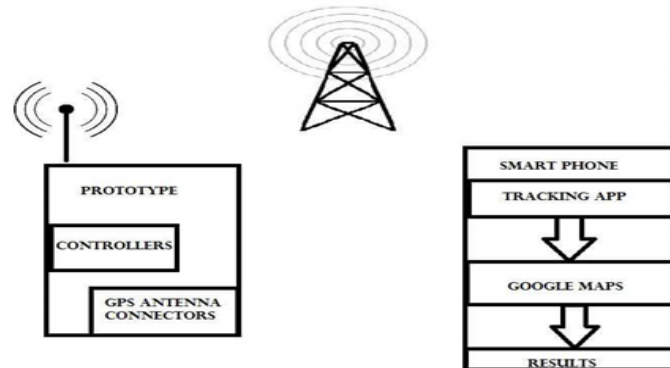 PROTOTYPE
CONTROLLERS
GPS ANTENNA
CONNECTORS
SMART PHONE
TRACKING APP
GOOGLE MAPS
RESULTS